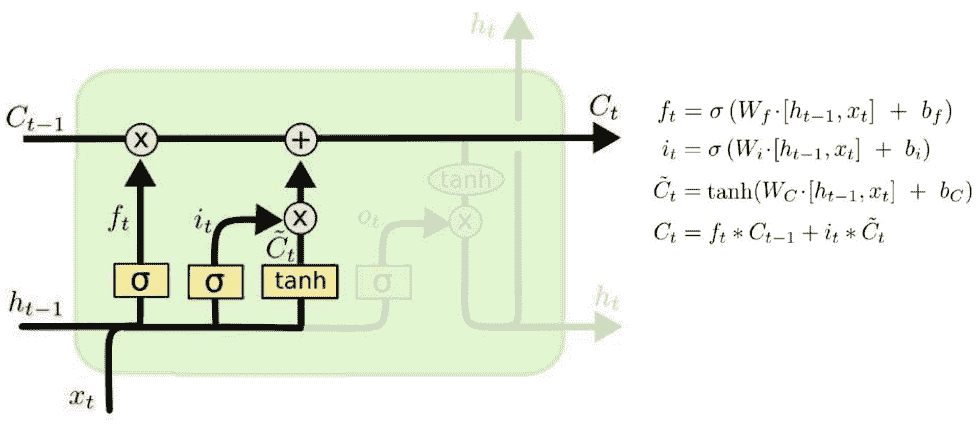 h_t
C_{t-1}
x
+
C_t
tanh
f_t
i_t
x
o_t
x
C̃_t
σ
σ
tanh
σ
h_{t-1}
h_t
x_t
f_t = σ (W_f·[h_{t-1}, x_t] + b_f)
i_t = σ (W_i·[h_{t-1}, x_t] + b_i)
C̃_t = tanh(W_C·[h_{t-1}, x_t] + b_C)
C_t = f_t * C_{t-1} + i_t * C̃_t